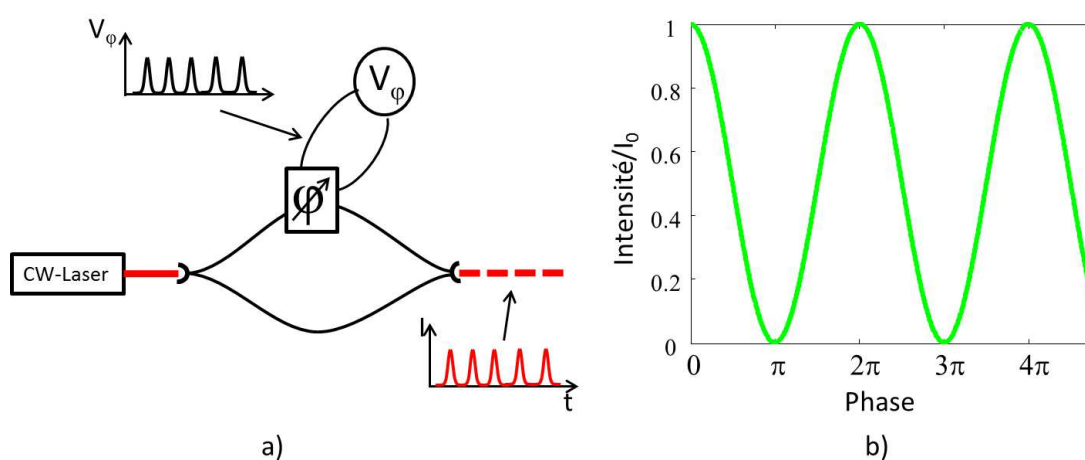 Vφ
Vφ
φ
CW-Laser
I
t
a)
Intensité/I0
1
0.8
0.6
0.4
0.2
0
0
π
2π
3π
4π
Phase
b)